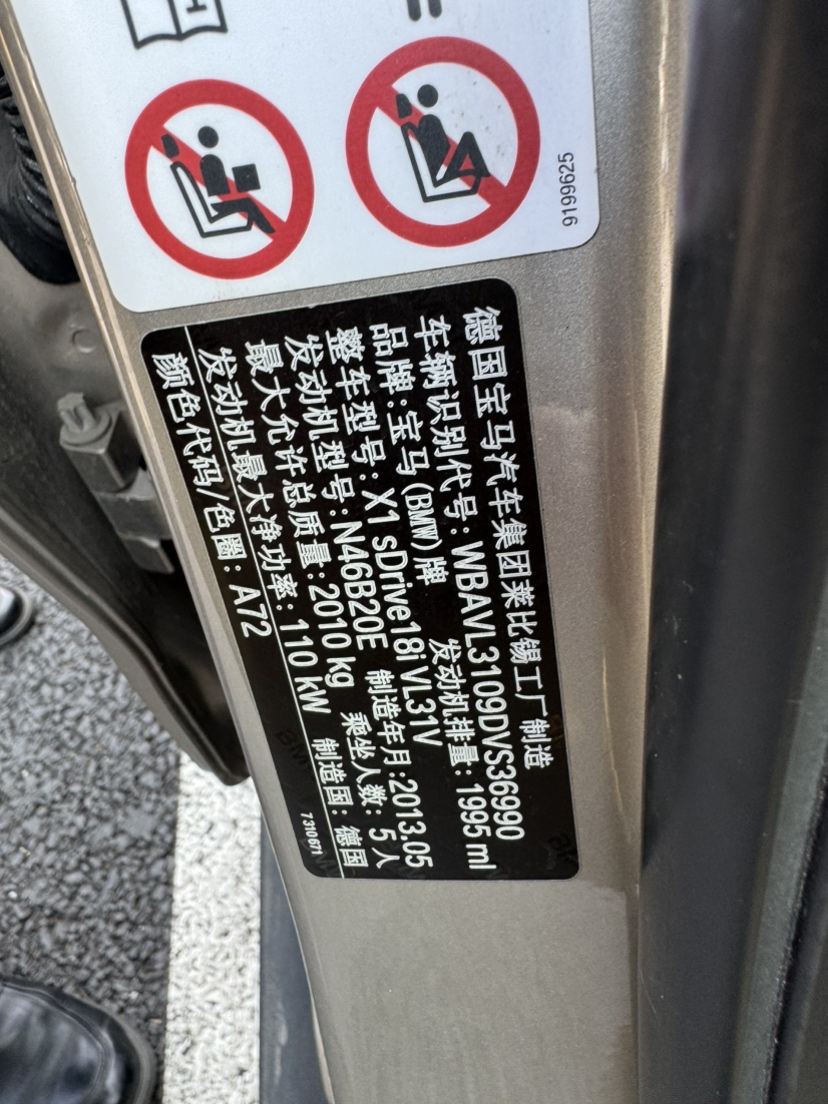 9199625
德国宝马汽车集团莱比锡工厂制造
车辆识别代号: WBAVL3109DVS36990
品牌: 宝马(BMW)牌 发动机排量: 1995 ml
整车型号: X1 sDrive18i VL31V
发动机型号: N46B20E 制造年月: 2013.05
最大允许总质量: 2010 kg 乘坐人数: 5人
发动机最大净功率: 110 kW 制造国: 德国
颜色代码/色圈: A72
7310671